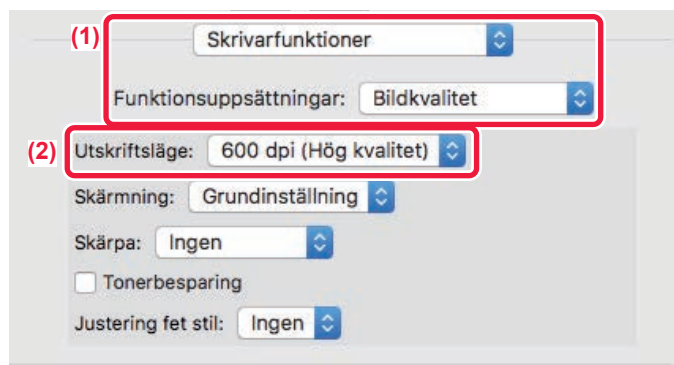 (1) Skrivarfunktioner
Funktionsuppsättningar: Bildkvalitet
(2) Utskriftsläge: 600 dpi (Hög kvalitet)
Skärmning: Grundinställning
Skärpa: Ingen
Tonerbesparing
Justering fet stil: Ingen